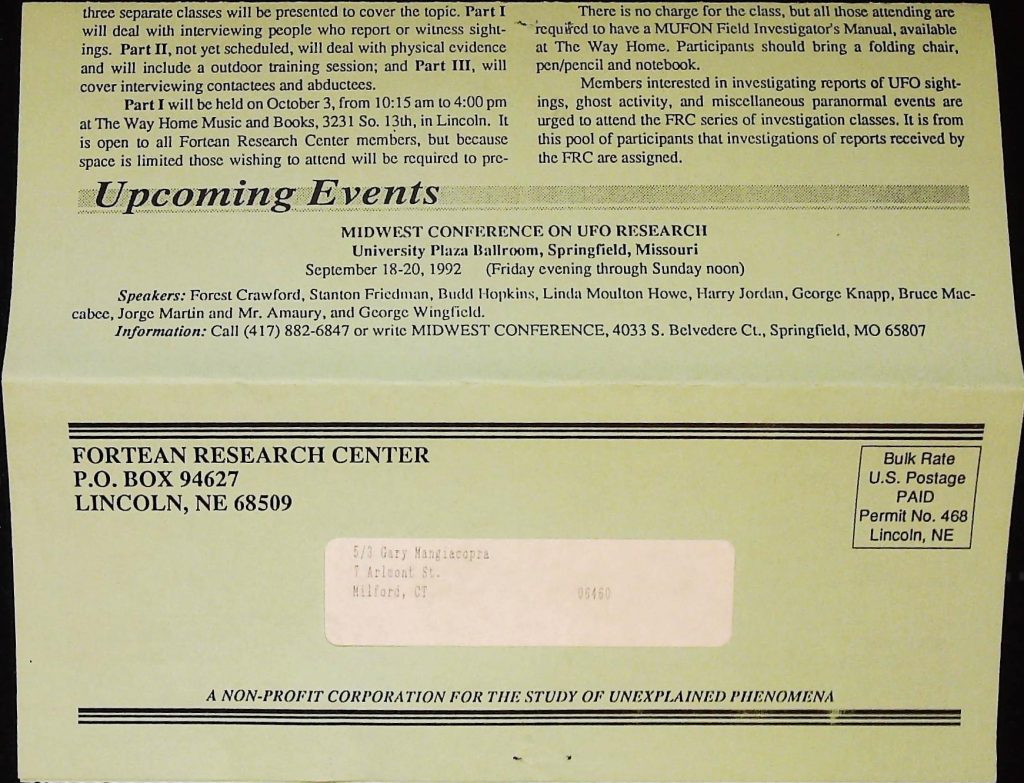 three separate classes will be presented to cover the topic. Part I
will deal with interviewing people who report or witness sight-
ings. Part II, not yet scheduled, will deal with physical evidence
and will include a outdoor training session; and Part III, will
cover interviewing contactees and abductees.
Part I will be held on October 3, from 10:15 am to 4:00 pm
at The Way Home Music and Books, 3231 So. 13th, in Lincoln. It
is open to all Fortean Research Center members, but because
space is limited those wishing to attend will be required to pre-
There is no charge for the class, but all those attending are
required to have a MUFON Field Investigator's Manual, available
at The Way Home. Participants should bring a folding chair,
pen/pencil and notebook.
Members interested in investigating reports of UFO sight-
ings, ghost activity, and miscellaneous paranormal events are
urged to attend the FRC series of investigation classes. It is from
this pool of participants that investigations of reports received by
the FRC are assigned.
Upcoming Events
MIDWEST CONFERENCE ON UFO RESEARCH
University Plaza Ballroom, Springfield, Missouri
September 18-20, 1992 (Friday evening through Sunday noon)
Speakers: Forest Crawford, Stanton Friedman, Budd Hopkins, Linda Moulton Howe, Harry Jordan, George Knapp, Bruce Mac-
cabee, Jorge Martin and Mr. Amaury, and George Wingfield.
Information: Call (417) 882-6847 or write MIDWEST CONFERENCE, 4033 S. Belvedere Ct., Springfield, MO 65807
FORTEAN RESEARCH CENTER
P.O. BOX 94627
LINCOLN, NE 68509
Bulk Rate
U.S. Postage
PAID
Permit No. 468
Lincoln, NE
5/3 Gary Mangiacopra
7 Arlmont St.
Milford, CT 06460
A NON-PROFIT CORPORATION FOR THE STUDY OF UNEXPLAINED PHENOMENA